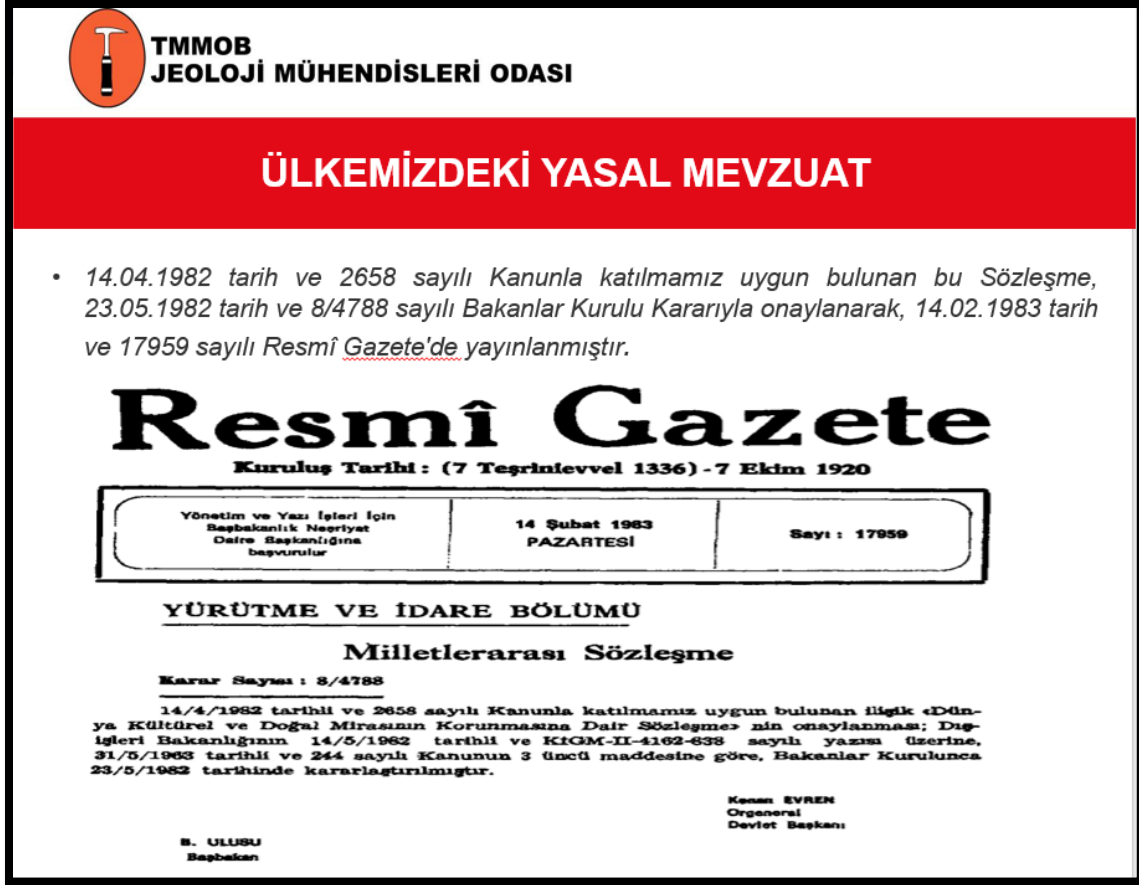 TMMOB
JEOLOJİ MÜHENDİSLERİ ODASI
ÜLKEMİZDEKİ YASAL MEVZUAT
• 14.04.1982 tarih ve 2658 sayılı Kanunla katılmamız uygun bulunan bu Sözleşme,
23.05.1982 tarih ve 8/4788 sayılı Bakanlar Kurulu Kararıyla onaylanarak, 14.02.1983 tarih
ve 17959 sayılı Resmî Gazete'de yayınlanmıştır.
Resmî Gazete
Kuruluş Tarihi : (7 Teşrinievvel 1336) - 7 Ekim 1920
Yönetim ve Yazı İşleri İçin
Başbakanlık Neşriyat
Daire Başkanlığına
başvurulur
14 Şubat 1983
PAZARTESİ
Sayı : 17959
YÜRÜTME VE İDARE BÖLÜMÜ
Milletlerarası Sözleşme
Karar Sayısı : 8/4788
14/4/1982 tarihli ve 2658 sayılı Kanunla katılmamız uygun bulunan ilişik «Dün-
ya Kültürel ve Doğal Mirasının Korunmasına Dair Sözleşme» nin onaylanması; Dış-
işleri Bakanlığının 14/5/1982 tarihli ve KİGM-II-4162-638 sayılı yazısı üzerine,
31/5/1963 tarihli ve 244 sayılı Kanunun 3 üncü maddesine göre, Bakanlar Kurulunca
23/5/1982 tarihinde kararlaştırılmıştır.
Kenan EVREN
Orgeneral
Devlet Başkanı
B. ULUSU
Başbakan